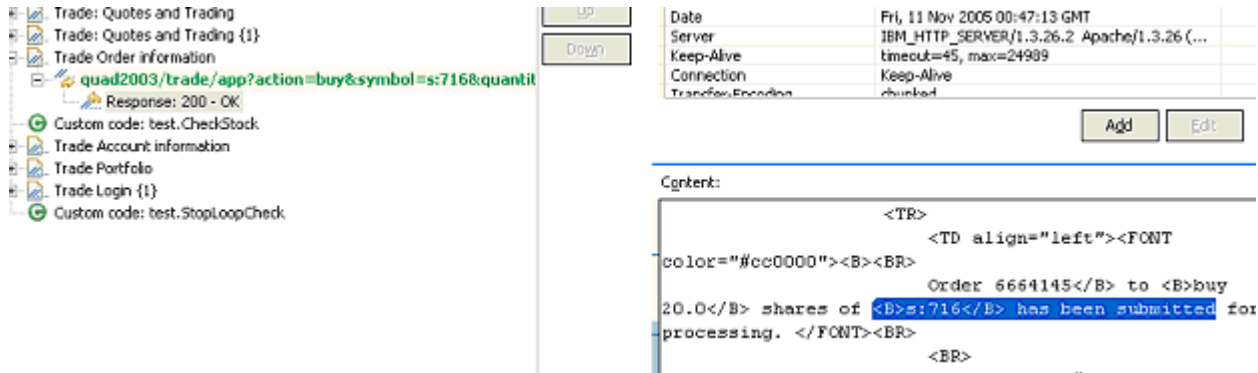 Trade: Quotes and Trading
Trade: Quotes and Trading {1}
Trade Order information
quad2003/trade/app?action=buy&symbol=s:716&quantit
Response: 200 - OK
Custom code: test.CheckStock
Trade Account information
Trade Portfolio
Trade Login {1}
Custom code: test.StopLoopCheck
Up
Down
Date Fri, 11 Nov 2005 00:47:13 GMT
Server IBM_HTTP_SERVER/1.3.26.2 Apache/1.3.26 (...
Keep-Alive timeout=45, max=24989
Connection Keep-Alive
Transfer-Encoding chunked
Add Edit
Content:
<TR>
<TD align="left"><FONT
color="#cc0000"><B><BR>
Order 6664145</B> to <B>buy
20.0</B> shares of <B>s:716</B> has been submitted for
processing. </FONT><BR>
<BR>